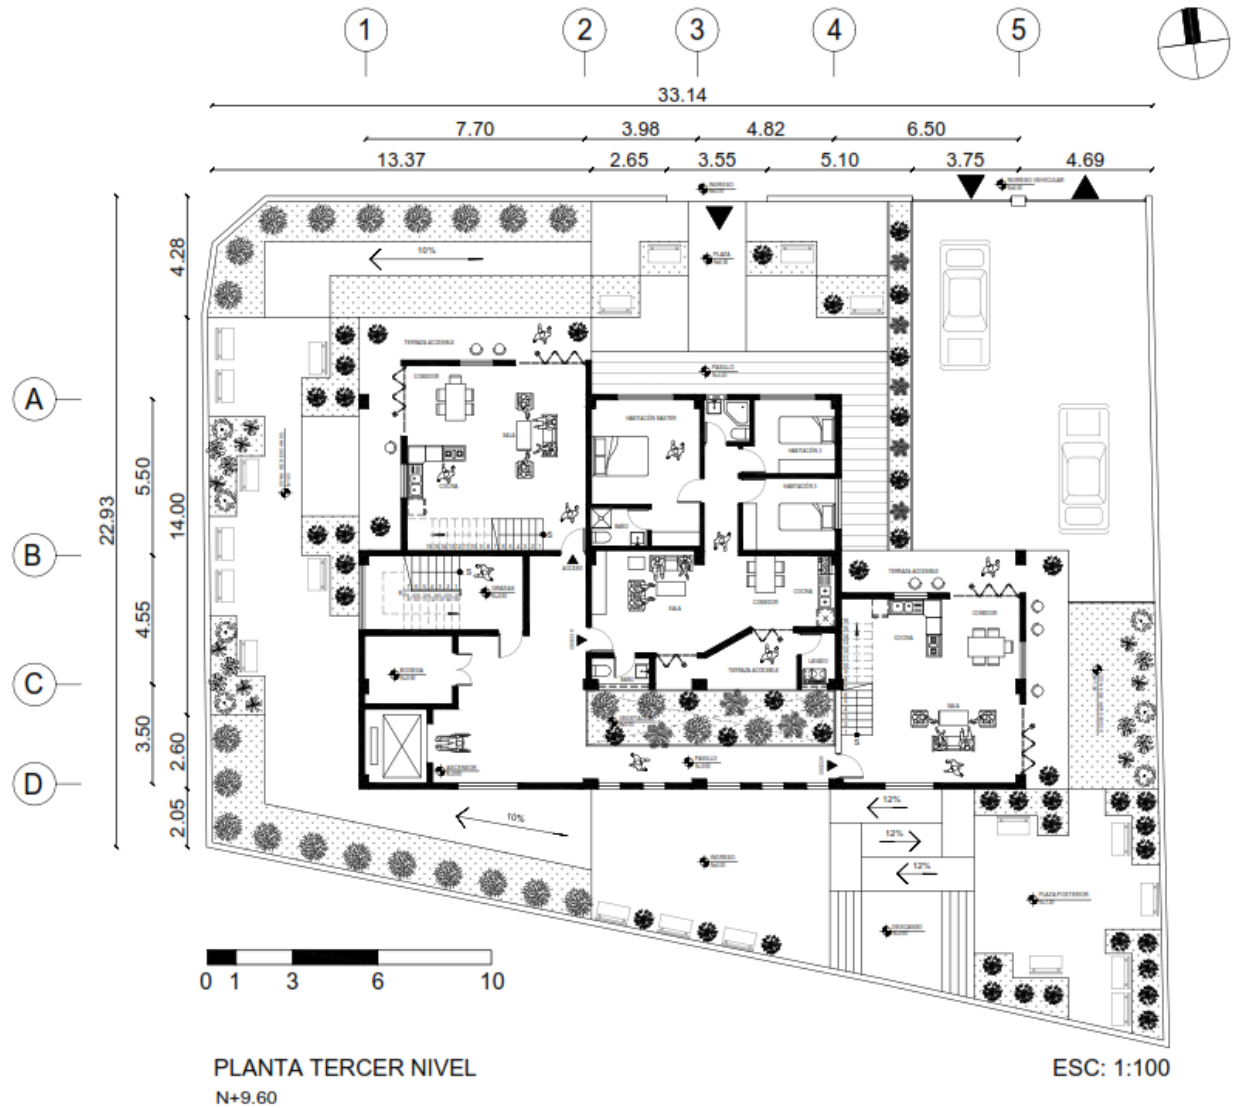 1 2 3 4 5
33.14
7.70 3.98 4.82 6.50
13.37 2.65 3.55 5.10 3.75 4.69
INGRESO
INGRESO VEHICULAR
10%
PLAZA
4.28
TERRAZA ACCESIBLE
PASILLO
COMEDOR
A
HABITACIÓN MASTER
SALA
HABITACIÓN 2
5.50
COCINA
HABITACIÓN 3
14.00
22.93
BAÑO
S
B
ACCESO
TERRAZA ACCESIBLE
S
GRADAS
COCINA
SALA
COMEDOR
COMEDOR
COCINA
4.55
BODEGA
BAÑO
TERRAZA ACCESIBLE
LAVADO
C
SALA
3.50
2.60
S
ASCENSOR
PASILLO
D
2.05
10%
12%
12%
12%
INGRESO
PLAZA POSTERIOR
DESCANSO
0 1 3 6 10
PLANTA TERCER NIVEL
ESC: 1:100
N+9.60